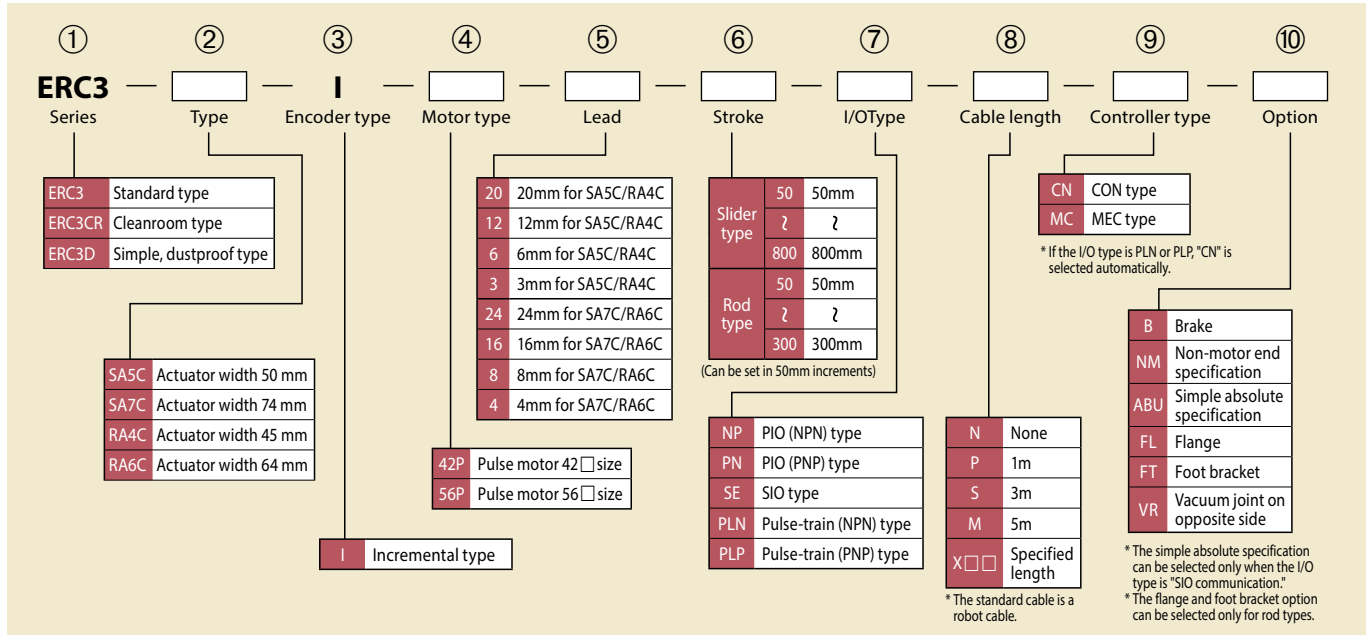 ① ② ③ ④ ⑤ ⑥ ⑦ ⑧ ⑨ ⑩
ERC3 — □ — I — □ — □ — □ — □ — □ — □ — □
Series Type Encoder type Motor type Lead Stroke I/OType Cable length Controller type Option
ERC3 Standard type
ERC3CR Cleanroom type
ERC3D Simple, dustproof type
SA5C Actuator width 50 mm
SA7C Actuator width 74 mm
RA4C Actuator width 45 mm
RA6C Actuator width 64 mm
I Incremental type
42P Pulse motor 42□size
56P Pulse motor 56□size
20 20mm for SA5C/RA4C
12 12mm for SA5C/RA4C
6 6mm for SA5C/RA4C
3 3mm for SA5C/RA4C
24 24mm for SA7C/RA6C
16 16mm for SA7C/RA6C
8 8mm for SA7C/RA6C
4 4mm for SA7C/RA6C
Slider
type
50 50mm
~ ~
800 800mm
Rod
type
50 50mm
~ ~
300 300mm
(Can be set in 50mm increments)
NP PIO (NPN) type
PN PIO (PNP) type
SE SIO type
PLN Pulse-train (NPN) type
PLP Pulse-train (PNP) type
N None
P 1m
S 3m
M 5m
X□□ Specified
length
* The standard cable is a
robot cable.
CN CON type
MC MEC type
* If the I/O type is PLN or PLP, "CN" is
selected automatically.
B Brake
NM Non-motor end
specification
ABU Simple absolute
specification
FL Flange
FT Foot bracket
VR Vacuum joint on
opposite side
* The simple absolute specification
can be selected only when the I/O
type is "SIO communication."
* The flange and foot bracket option
can be selected only for rod types.